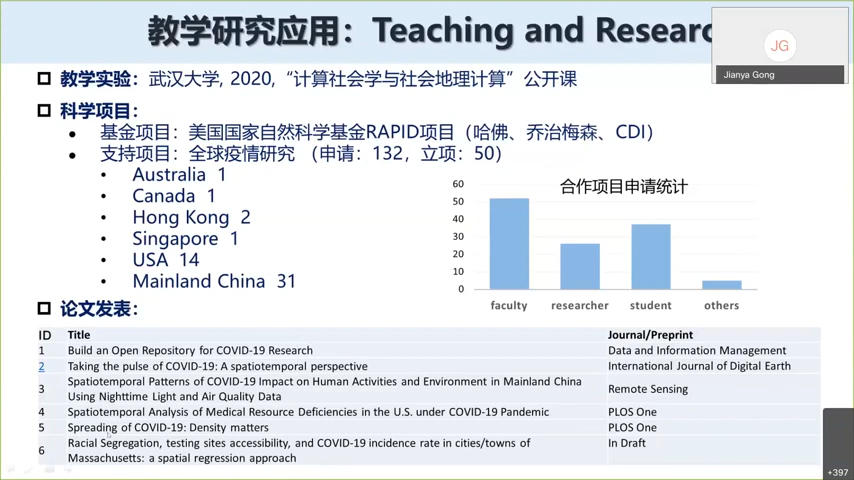 教学研究应用：Teaching and Researc
JG
Jianya Gong
教学实验：武汉大学, 2020,“计算社会学与社会地理计算”公开课
科学项目：
• 基金项目：美国国家自然科学基金RAPID项目（哈佛、乔治梅森、CDI）
• 支持项目：全球疫情研究 （申请：132，立项：50）
• Australia 1
• Canada 1
• Hong Kong 2
• Singapore 1
• USA 14
• Mainland China 31
合作项目申请统计
60
50
40
30
20
10
0
faculty researcher student others
论文发表：
ID Title Journal/Preprint
1 Build an Open Repository for COVID-19 Research Data and Information Management
2 Taking the pulse of COVID-19: A spatiotemporal perspective International Journal of Digital Earth
3 Spatiotemporal Patterns of COVID-19 Impact on Human Activities and Environment in Mainland China
Using Nighttime Light and Air Quality Data Remote Sensing
4 Spatiotemporal Analysis of Medical Resource Deficiencies in the U.S. under COVID-19 Pandemic PLOS One
5 Spreading of COVID-19: Density matters PLOS One
6 Racial Segregation, testing sites accessibility, and COVID-19 incidence rate in cities/towns of In Draft
Massachusetts: a spatial regression approach
+397